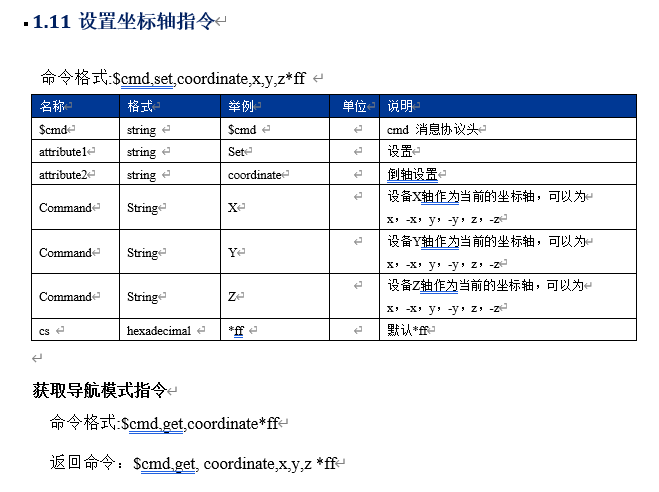 1.11 设置坐标轴指令
命令格式:$cmd,set,coordinate,x,y,z*ff
名称 格式 举例 单位 说明
$cmd string $cmd cmd 消息协议头
attribute1 string Set 设置
attribute2 string coordinate 倒轴设置
Command String X 设备X轴作为当前的坐标轴，可以为
x，-x，y，-y，z，-z
Command String Y 设备Y轴作为当前的坐标轴，可以为
x，-x，y，-y，z，-z
Command String Z 设备Z轴作为当前的坐标轴，可以为
x，-x，y，-y，z，-z
cs hexadecimal *ff 默认*ff
获取导航模式指令
命令格式:$cmd,get,coordinate*ff
返回命令：$cmd,get, coordinate,x,y,z *ff